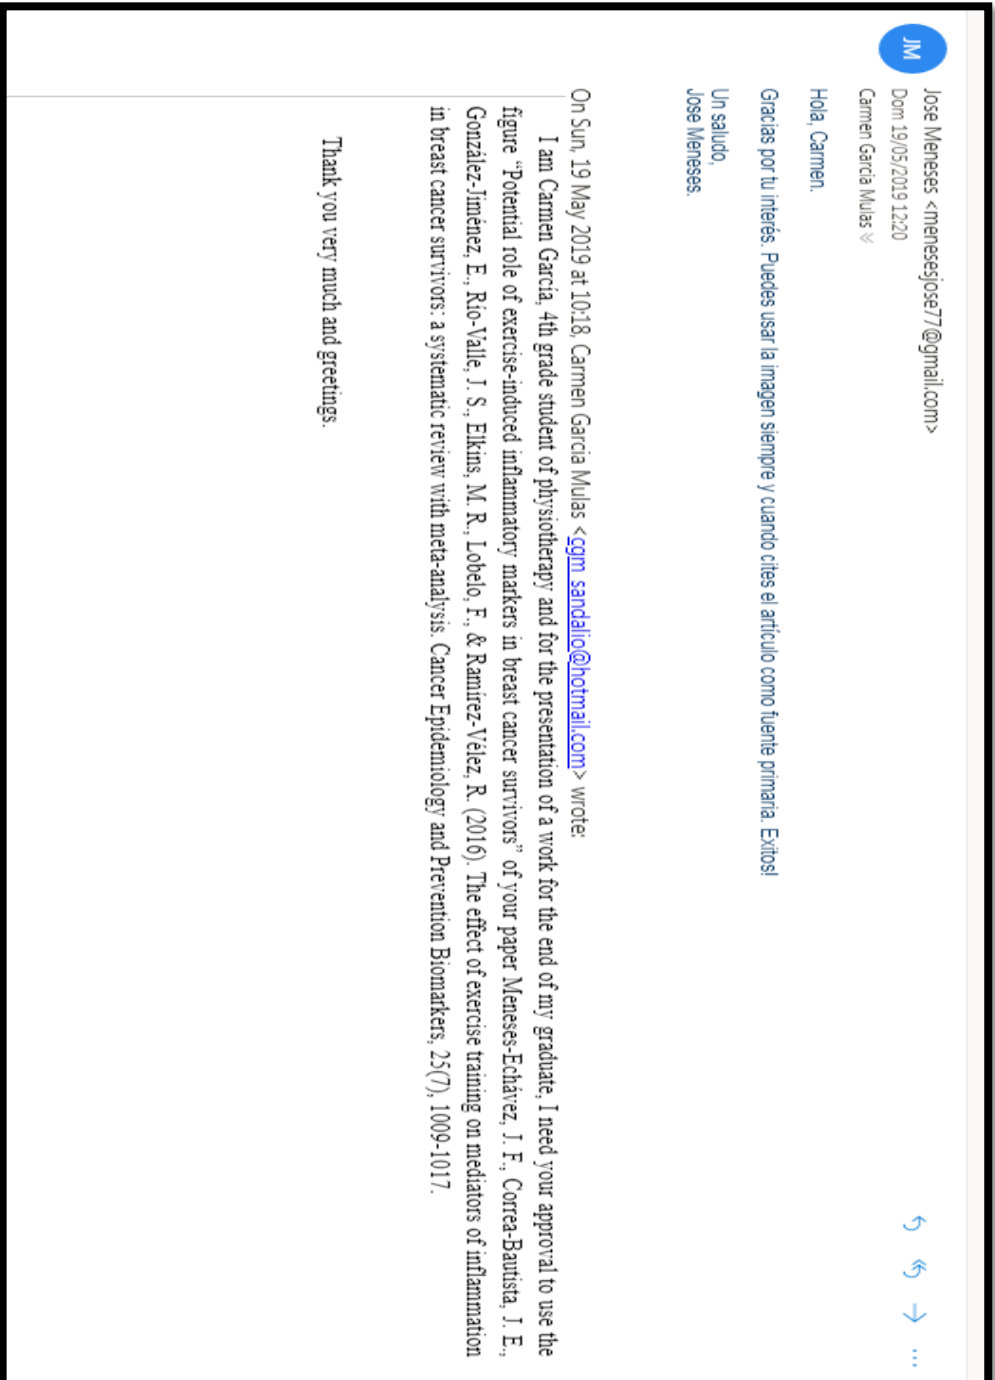 JM
Jose Meneses <menesesjose77@gmail.com>
Dom 19/05/2019 12:20
Carmen Garcia Mulas
Hola, Carmen.
Gracias por tu interés. Puedes usar la imagen siempre y cuando cites el artículo como fuente primaria. Exitos!
Un saludo,
Jose Meneses.
On Sun, 19 May 2019 at 10:18, Carmen Garcia Mulas <cgm_sandalio@hotmail.com> wrote:
I am Carmen García, 4th grade student of physiotherapy and for the presentation of a work for the end of my graduate, I need your approval to use the
figure “Potential role of exercise-induced inflammatory markers in breast cancer survivors” of your paper Meneses-Echávez, J. F., Correa-Bautista, J. E.,
González-Jiménez, E., Río-Valle, J. S., Elkins, M. R., Lobelo, F., & Ramírez-Vélez, R. (2016). The effect of exercise training on mediators of inflammation
in breast cancer survivors: a systematic review with meta-analysis. Cancer Epidemiology and Prevention Biomarkers, 25(7), 1009-1017.
Thank you very much and greetings.